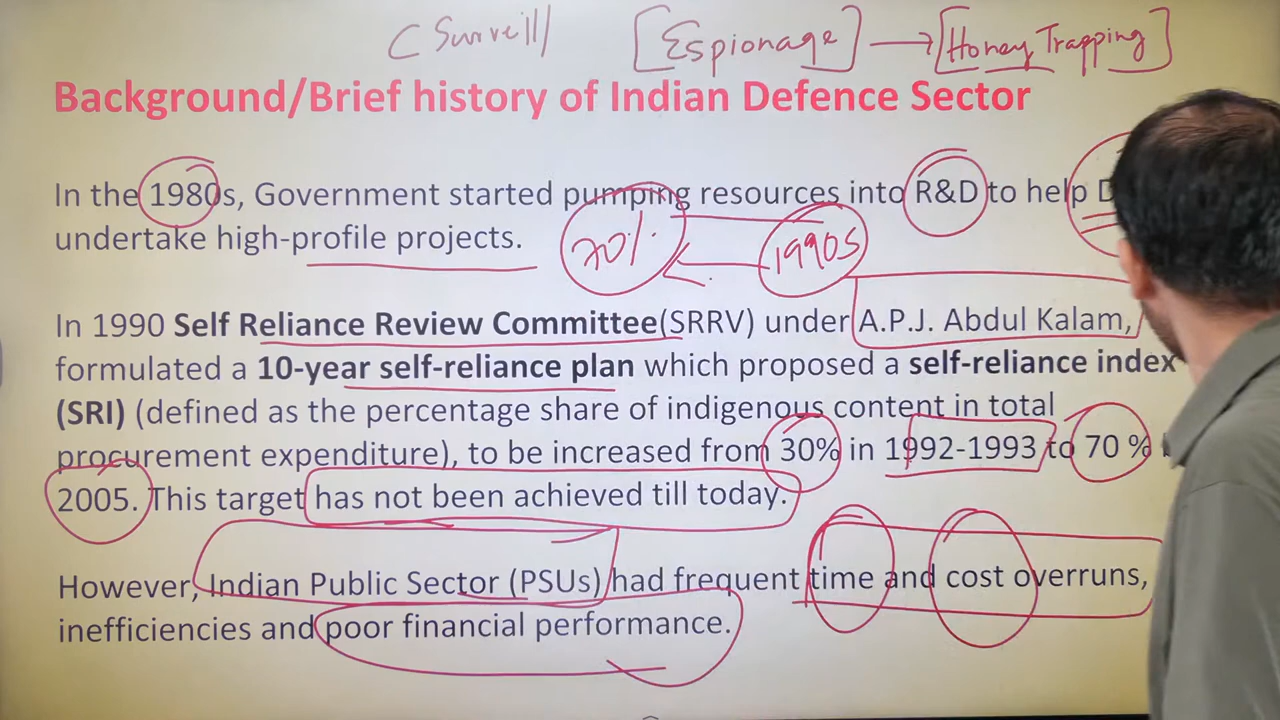 ( Surveill
[Espionage] → [Honey Trapping]
Background/Brief history of Indian Defence Sector
In the 1980s, Government started pumping resources into R&D to help D
undertake high-profile projects.
70%
1990s
In 1990 Self Reliance Review Committee(SRRV) under A.P.J. Abdul Kalam,
formulated a 10-year self-reliance plan which proposed a self-reliance index
(SRI) (defined as the percentage share of indigenous content in total
procurement expenditure), to be increased from 30% in 1992-1993 to 70 %
2005. This target has not been achieved till today.
However, Indian Public Sector (PSUs) had frequent time and cost overruns,
inefficiencies and poor financial performance.